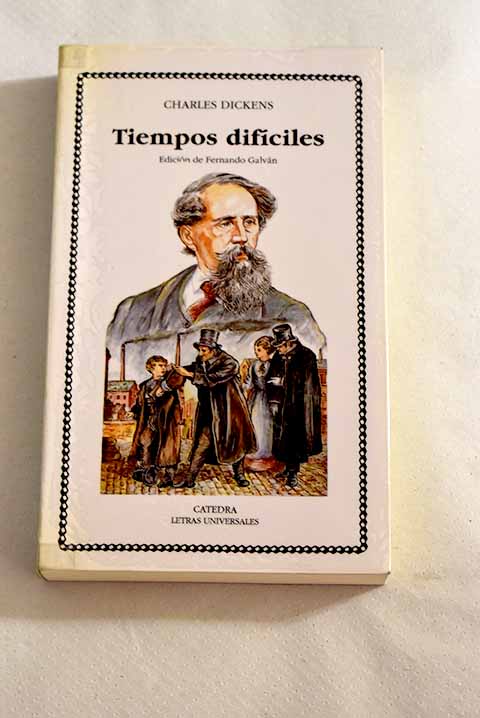 CHARLES DICKENS
Tiempos difíciles
Edición de Fernando Galván
CATEDRA
LETRAS UNIVERSALES